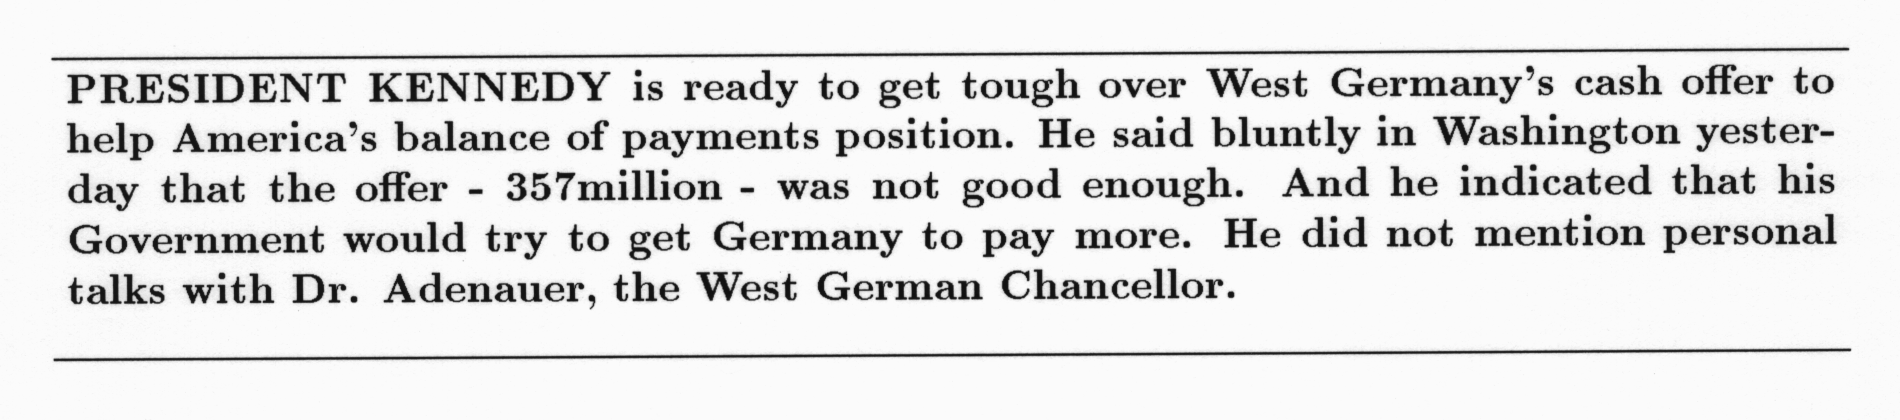 PRESIDENT KENNEDY is ready to get tough over West Germany's cash offer to
help America's balance of payments position. He said bluntly in Washington yester-
day that the offer - 357million - was not good enough. And he indicated that his
Government would try to get Germany to pay more. He did not mention personal
talks with Dr. Adenauer, the West German Chancellor.